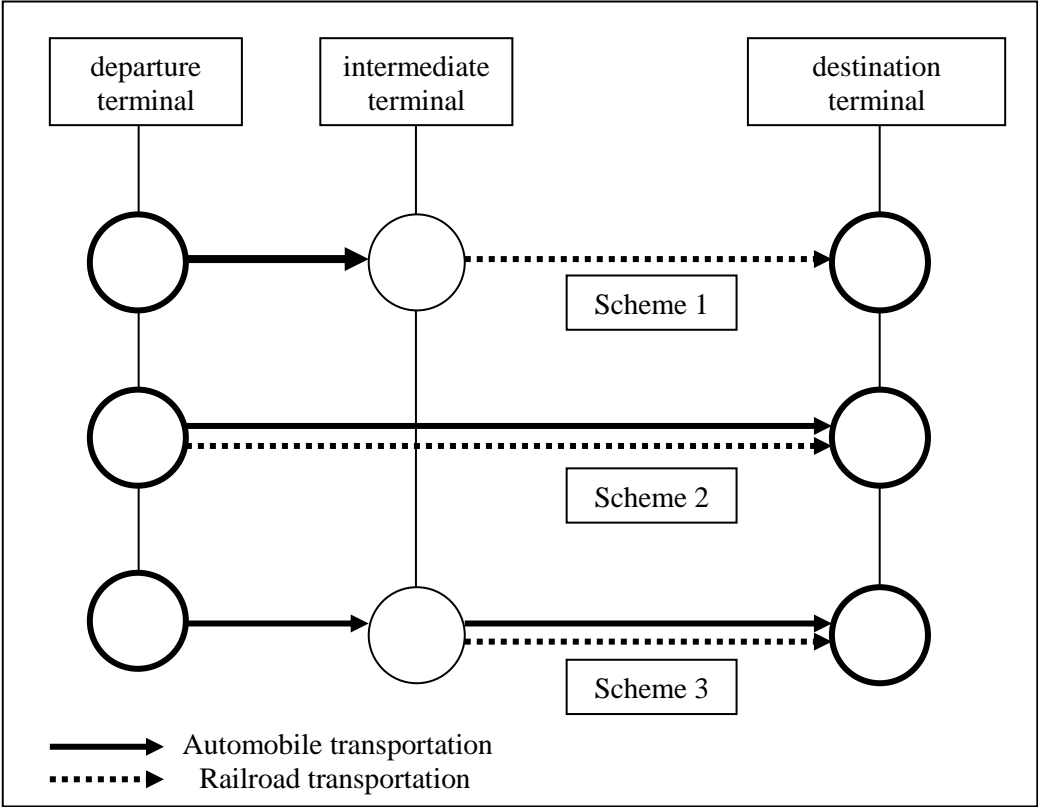 departure
terminal
intermediate
terminal
destination
terminal
Scheme 1
Scheme 2
Scheme 3
Automobile transportation
Railroad transportation